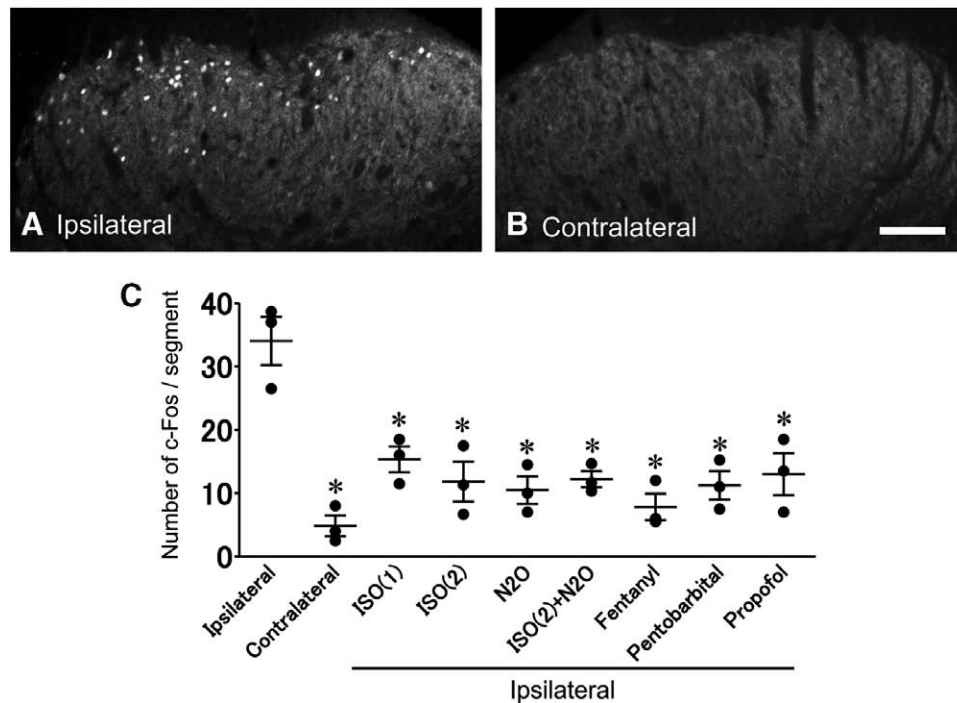 A Ipsilateral
B Contralateral
C
Number of c-Fos / segment
40
30
20
10
0
* * * * * * * *
Ipsilateral
Contralateral
ISO(1)
ISO(2)
N2O
ISO(2)+N2O
Fentanyl
Pentobarbital
Propofol
Ipsilateral